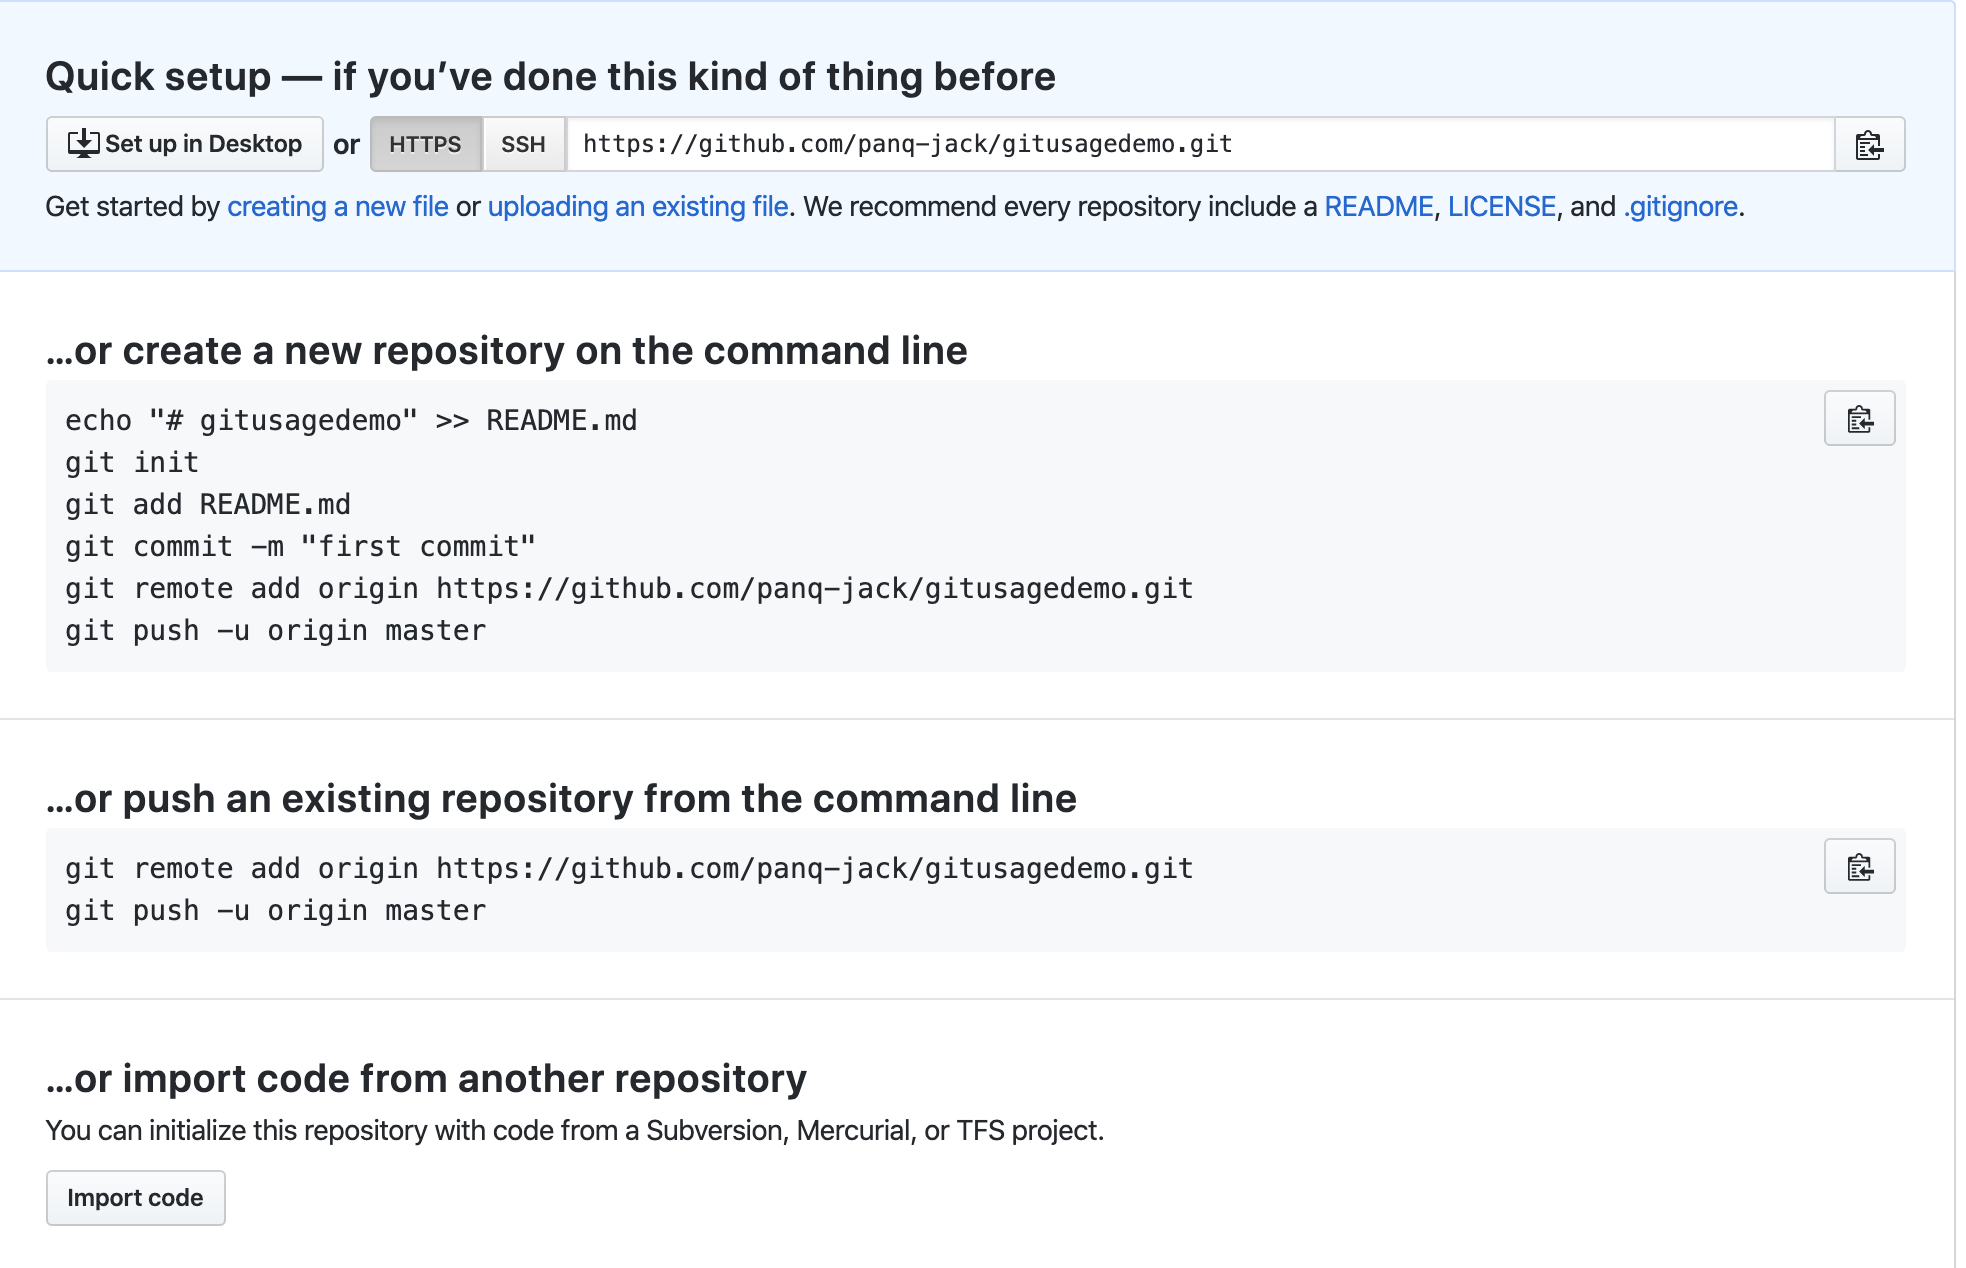 Quick setup — if you’ve done this kind of thing before
Set up in Desktop or HTTPS SSH https://github.com/panq-jack/gitusagedemo.git
Get started by creating a new file or uploading an existing file. We recommend every repository include a README, LICENSE, and .gitignore.
…or create a new repository on the command line
echo "# gitusagedemo" >> README.md
git init
git add README.md
git commit -m "first commit"
git remote add origin https://github.com/panq-jack/gitusagedemo.git
git push -u origin master
…or push an existing repository from the command line
git remote add origin https://github.com/panq-jack/gitusagedemo.git
git push -u origin master
…or import code from another repository
You can initialize this repository with code from a Subversion, Mercurial, or TFS project.
Import code